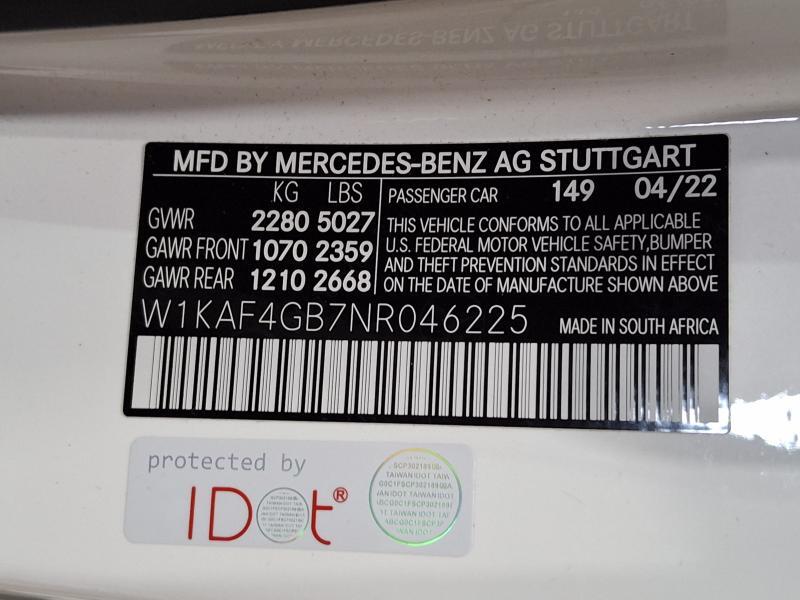 MFD BY MERCEDES-BENZ AG STUTTGART
KG LBS
GVWR 2280 5027
GAWR FRONT 1070 2359
GAWR REAR 1210 2668
PASSENGER CAR 149 04/22
THIS VEHICLE CONFORMS TO ALL APPLICABLE
U.S. FEDERAL MOTOR VEHICLE SAFETY,BUMPER
AND THEFT PREVENTION STANDARDS IN EFFECT
ON THE DATE OF MANUFACTURE SHOWN ABOVE
W1KAF4GB7NR046225 MADE IN SOUTH AFRICA
protected by
IDOt®
TAIWAN IDOT